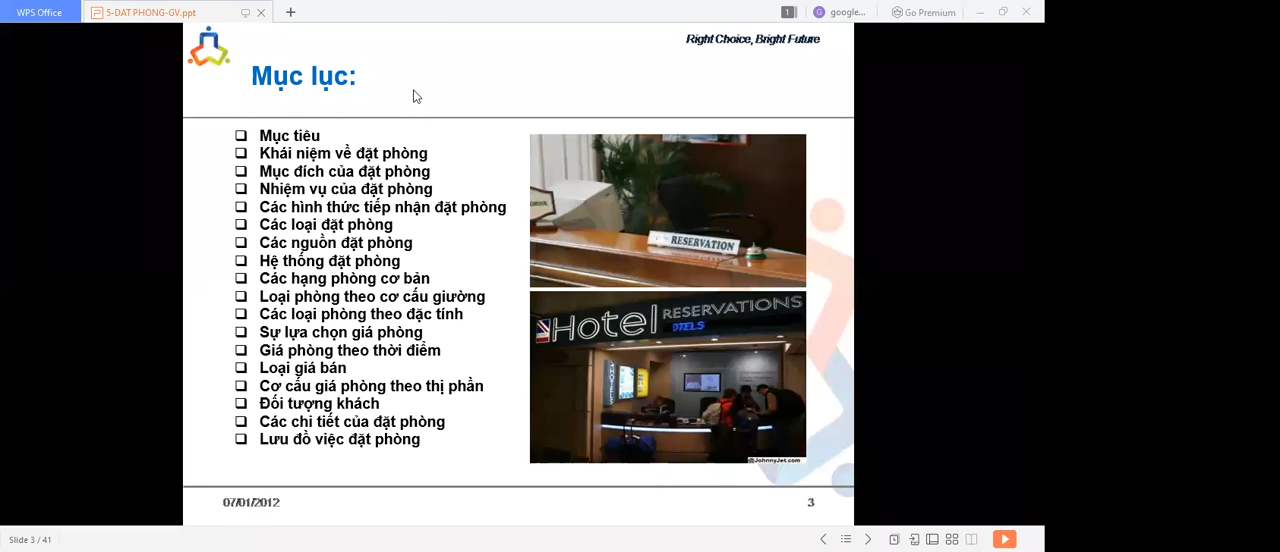 WPS Office
5-DAT PHONG-GV.ppt
1
G google...
Go Premium
Right Choice, Bright Future
Mục lục:
Mục tiêu
Khái niệm về đặt phòng
Mục đích của đặt phòng
Nhiệm vụ của đặt phòng
Các hình thức tiếp nhận đặt phòng
Các loại đặt phòng
Các nguồn đặt phòng
Hệ thống đặt phòng
Các hạng phòng cơ bản
Loại phòng theo cơ cấu giường
Các loại phòng theo đặc tính
Sự lựa chọn giá phòng
Giá phòng theo thời điểm
Loại giá bán
Cơ cấu giá phòng theo thị phần
Đối tượng khách
Các chi tiết của đặt phòng
Lưu đồ việc đặt phòng
RESERVATION
Hotel RESERVATIONS
HOTELS
@JohnnyJet.com
07/01/2012
3
Slide 3 / 41